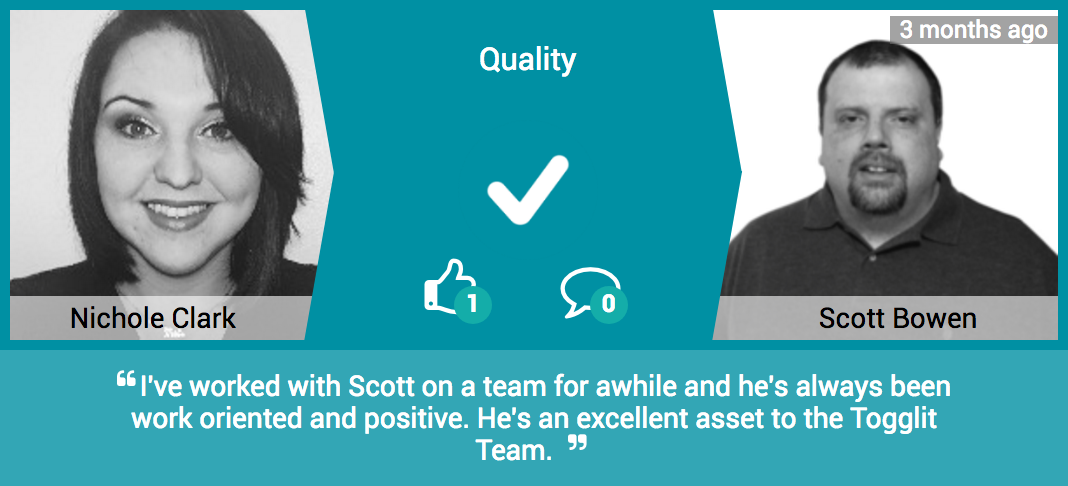 3 months ago
Quality
1
0
Nichole Clark
Scott Bowen
“I've worked with Scott on a team for awhile and he's always been
work oriented and positive. He's an excellent asset to the Togglit
Team. ”